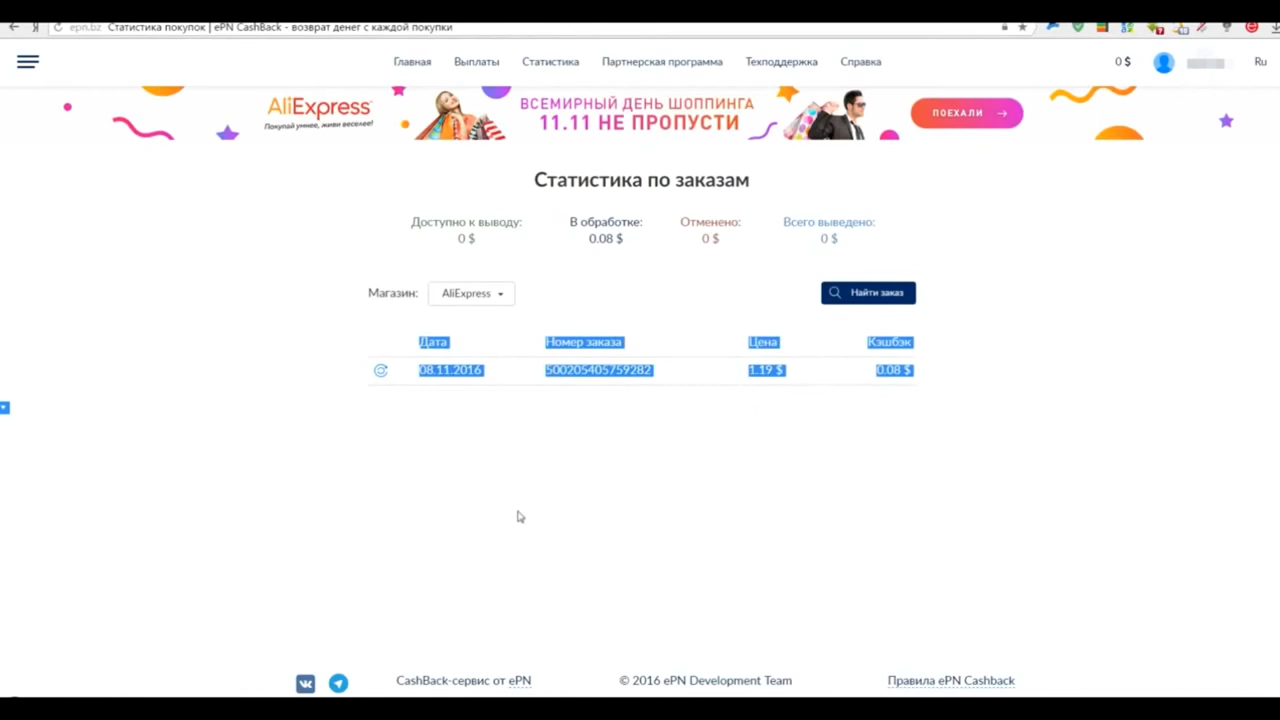 epn.bz Статистика покупок | ePN CashBack - возврат денег с каждой покупки
Главная Выплаты Статистика Партнерская программа Техподдержка Справка 0 $ Ru
AliExpress
Покупай умнее, живи веселее!
ВСЕМИРНЫЙ ДЕНЬ ШОППИНГА
11.11 НЕ ПРОПУСТИ
ПОЕХАЛИ
Статистика по заказам
Доступно к выводу: В обработке: Отменено: Всего выведено:
0 $ 0.08 $ 0 $ 0 $
Магазин: AliExpress Найти заказ
Дата Номер заказа Цена Кэшбэк
08.11.2016 500205405759282 1.19 $ 0.08 $
CashBack-сервис от ePN © 2016 ePN Development Team Правила ePN Cashback